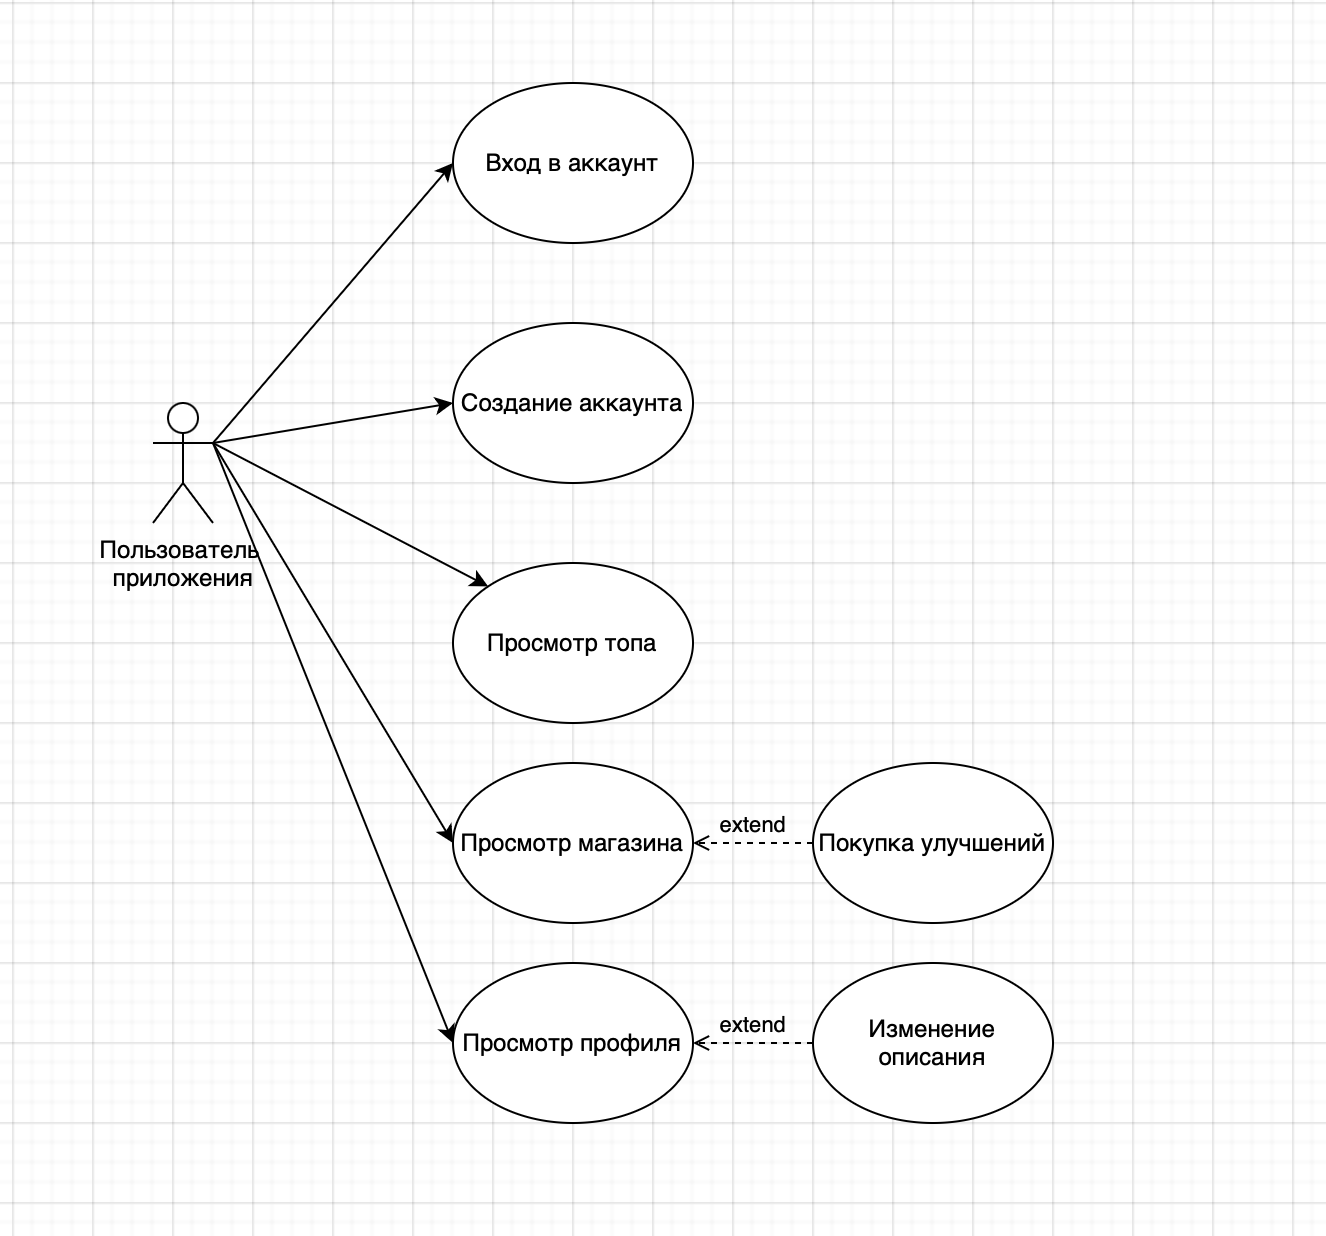 Вход в аккаунт
Создание аккаунта
Пользователь
приложения
Просмотр топа
Просмотр магазина
extend
Покупка улучшений
Просмотр профиля
extend
Изменение
описания